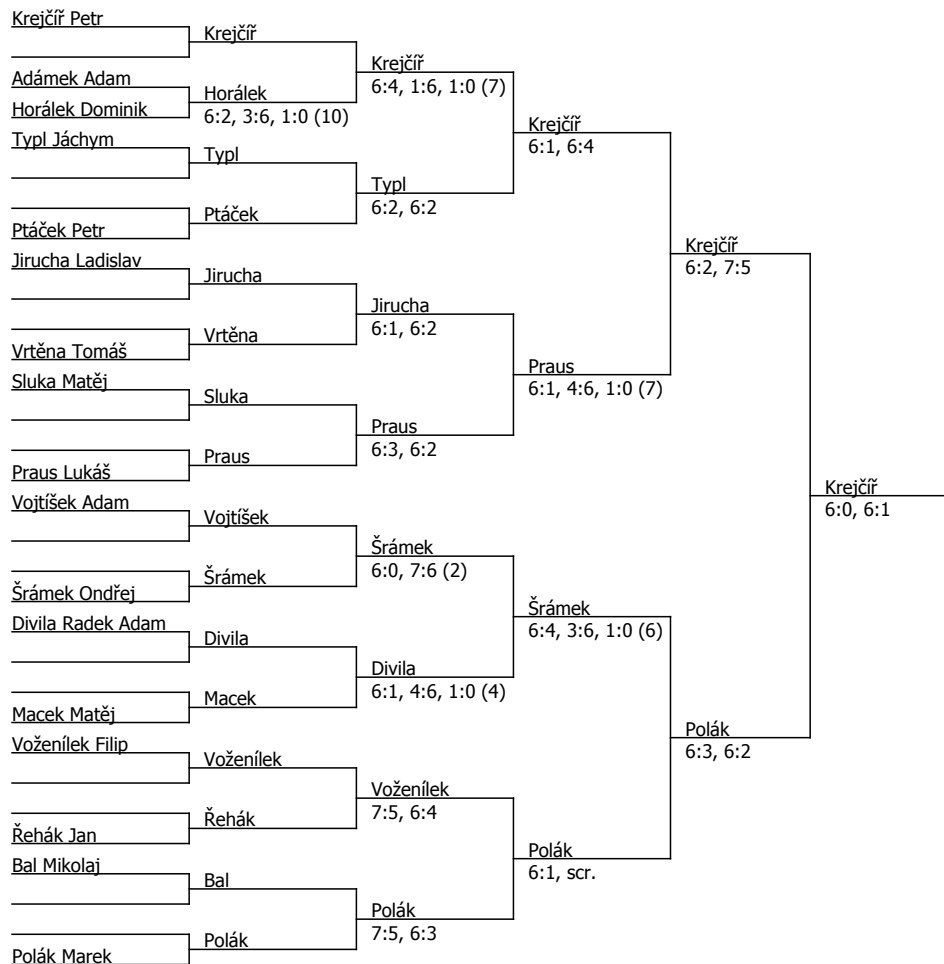 Krejčíř Petr
Krejčíř
Krejčíř
6:4, 1:6, 1:0 (7)
Adámek Adam
Horálek
6:2, 3:6, 1:0 (10)
Horálek Dominik
Krejčíř
6:1, 6:4
Typl Jáchym
Typl
Typl
6:2, 6:2
Ptáček
Ptáček Petr
Krejčíř
6:2, 7:5
Jirucha Ladislav
Jirucha
Jirucha
6:1, 6:2
Vrtěna
Vrtěna Tomáš
Praus
6:1, 4:6, 1:0 (7)
Sluka Matěj
Sluka
Praus
6:3, 6:2
Praus
Praus Lukáš
Krejčíř
6:0, 6:1
Vojtíšek Adam
Vojtíšek
Šrámek
6:0, 7:6 (2)
Šrámek
Šrámek Ondřej
Šrámek
6:4, 3:6, 1:0 (6)
Divila Radek Adam
Divila
Divila
6:1, 4:6, 1:0 (4)
Macek
Macek Matěj
Polák
6:3, 6:2
Voženílek Filip
Voženílek
Voženílek
7:5, 6:4
Řehák
Řehák Jan
Polák
6:1, scr.
Bal Mikolaj
Bal
Polák
7:5, 6:3
Polák
Polák Marek